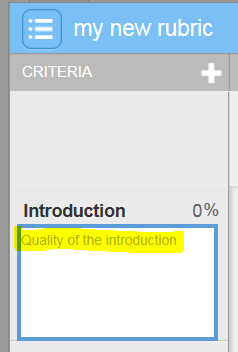 my new rubric
CRITERIA
Introduction 0%
Quality of the introduction